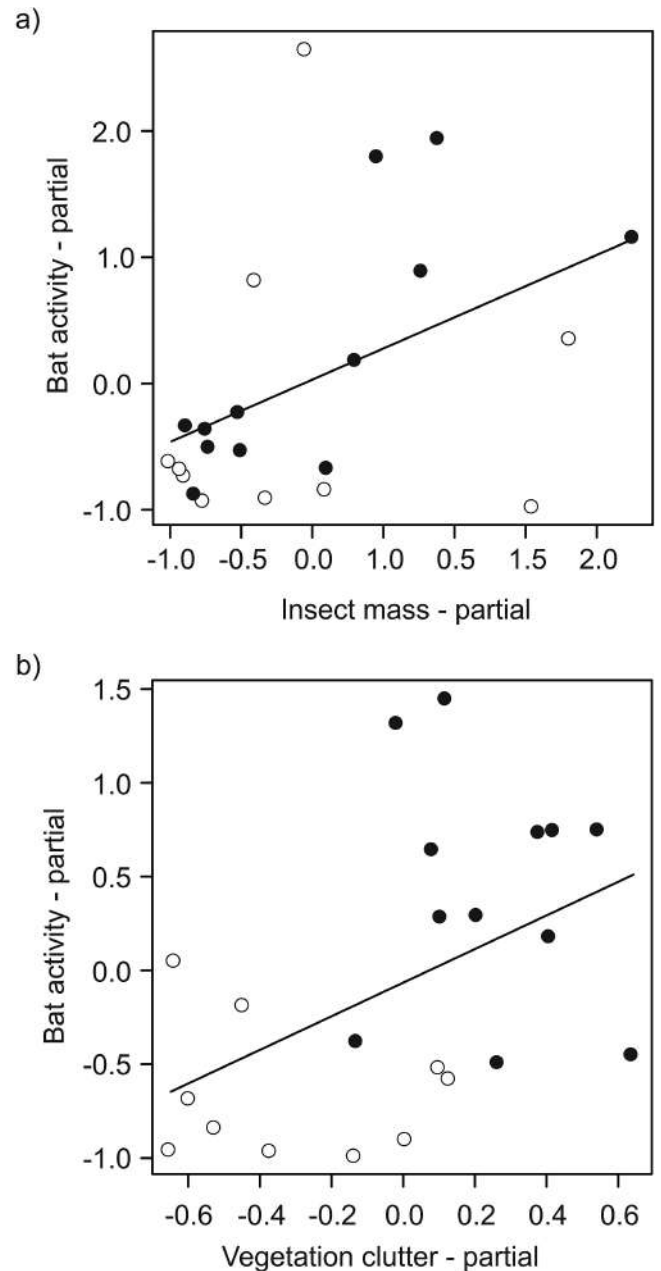 a)
Bat activity - partial
2.0
1.0
0.0
-1.0
-1.0 -0.5 0.0 1.0 0.5 1.5 2.0
Insect mass - partial
b)
Bat activity - partial
1.5
1.0
0.5
0.0
-0.5
-1.0
-0.6 -0.4 -0.2 0.0 0.2 0.4 0.6
Vegetation clutter - partial